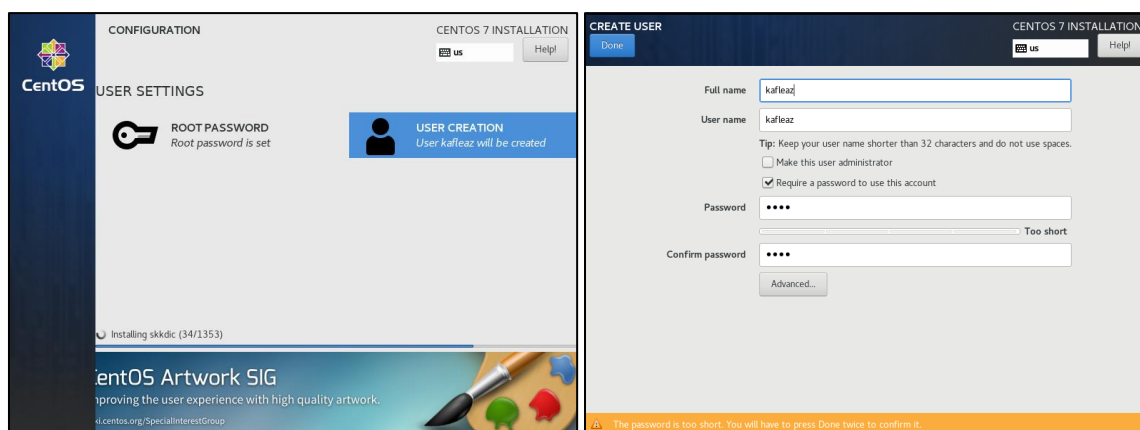 CONFIGURATION
CENTOS 7 INSTALLATION
us
Help!
CentOS
USER SETTINGS
ROOT PASSWORD
Root password is set
USER CREATION
User kafleaz will be created
Installing skkdic (34/1353)
entOS Artwork SIG
proving the user experience with high quality artwork.
ki.centos.org/SpecialInterestGroup
CREATE USER
CENTOS 7 INSTALLATION
Done
us
Help!
Full name
kafleaz
User name
kafleaz
Tip: Keep your user name shorter than 32 characters and do not use spaces.
Make this user administrator
Require a password to use this account
Password
••••
Too short
Confirm password
••••
Advanced...
The password is too short. You will have to press Done twice to confirm it.